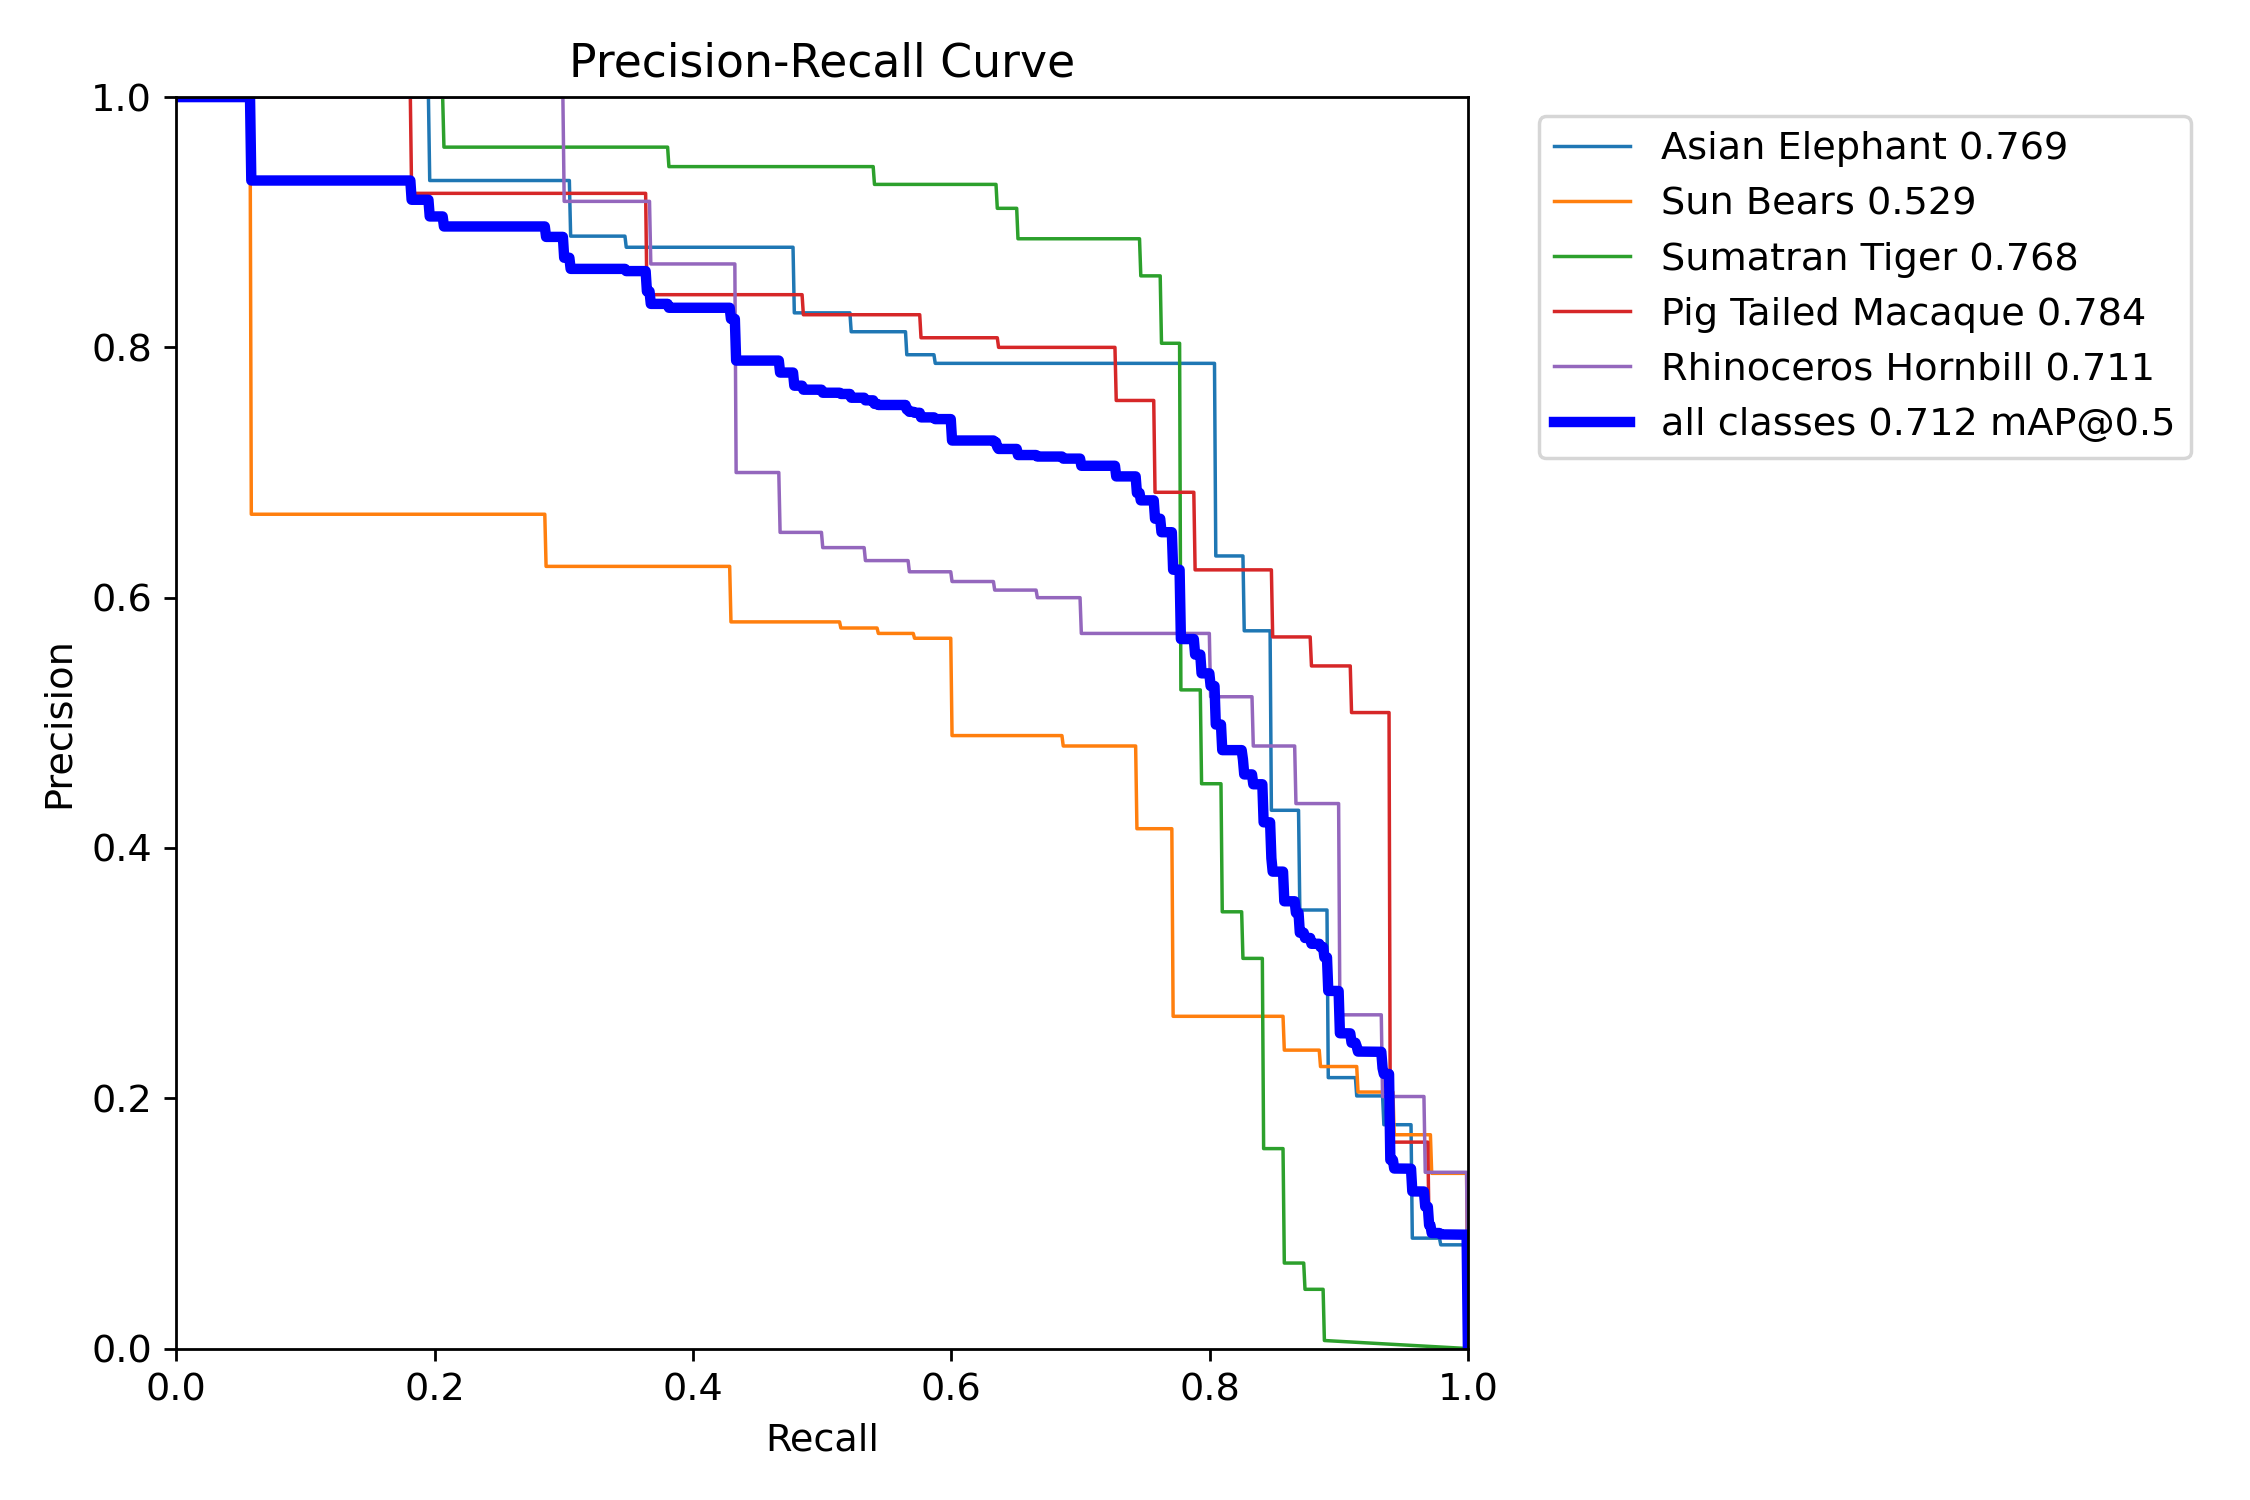 Precision-Recall Curve
1.0
0.8
0.6
0.4
0.2
0.0
Precision
0.0 0.2 0.4 0.6 0.8 1.0
Recall
Asian Elephant 0.769
Sun Bears 0.529
Sumatran Tiger 0.768
Pig Tailed Macaque 0.784
Rhinoceros Hornbill 0.711
all classes 0.712 mAP@0.5